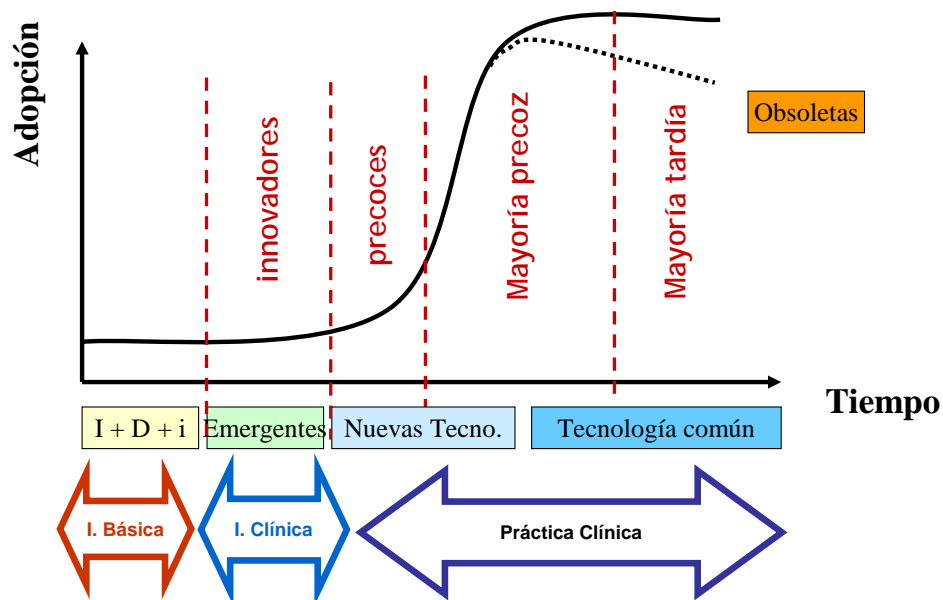 Adopción
innovadores
precoces
Mayoría precoz
Mayoría tardía
Obsoletas
Tiempo
I + D + i
Emergentes
Nuevas Tecno.
Tecnología común
I. Básica
I. Clínica
Práctica Clínica